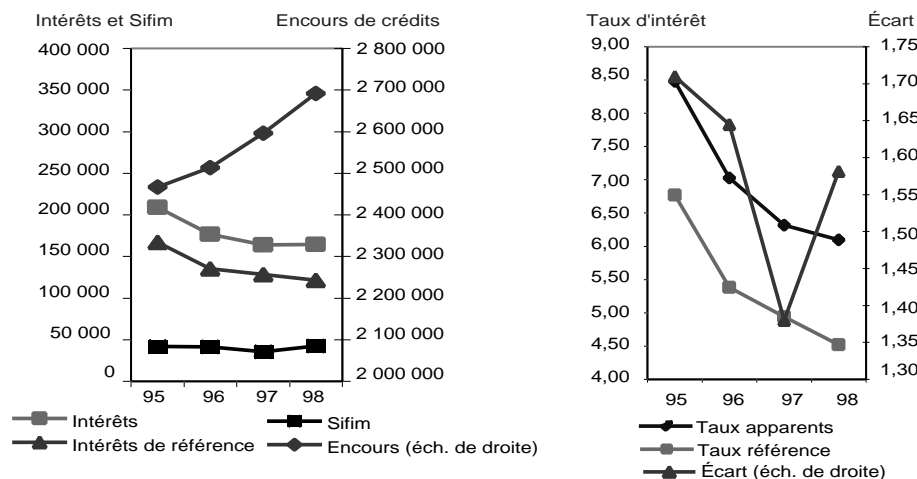 Intérêts et Sifim
Encours de crédits
400 000
350 000
300 000
250 000
200 000
150 000
100 000
50 000
0
2 800 000
2 700 000
2 600 000
2 500 000
2 400 000
2 300 000
2 200 000
2 100 000
2 000 000
95 96 97 98
Intérêts
Sifim
Intérêts de référence
Encours (éch. de droite)
Taux d'intérêt
Écart
9,00
8,50
8,00
7,50
7,00
6,50
6,00
5,50
5,00
4,50
4,00
1,75
1,70
1,65
1,60
1,55
1,50
1,45
1,40
1,35
1,30
95 96 97 98
Taux apparents
Taux référence
Écart (éch. de droite)